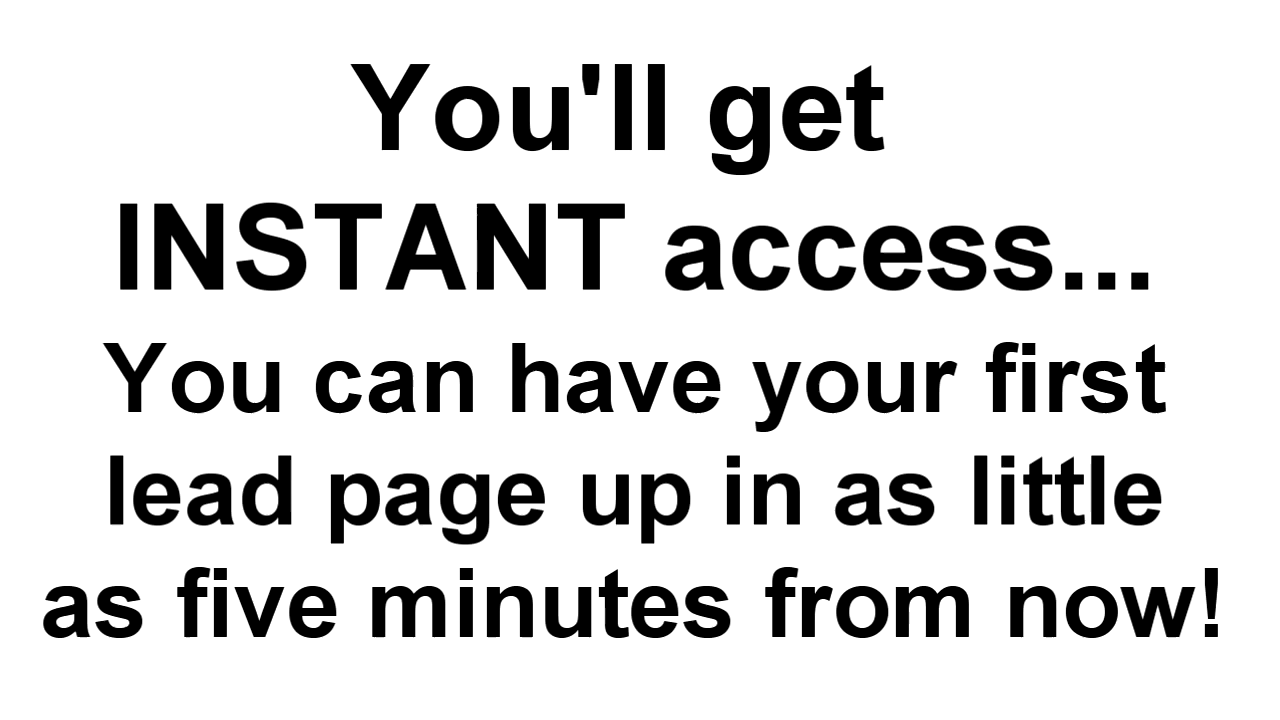 You'll get
INSTANT access...
You can have your first
lead page up in as little
as five minutes from now!